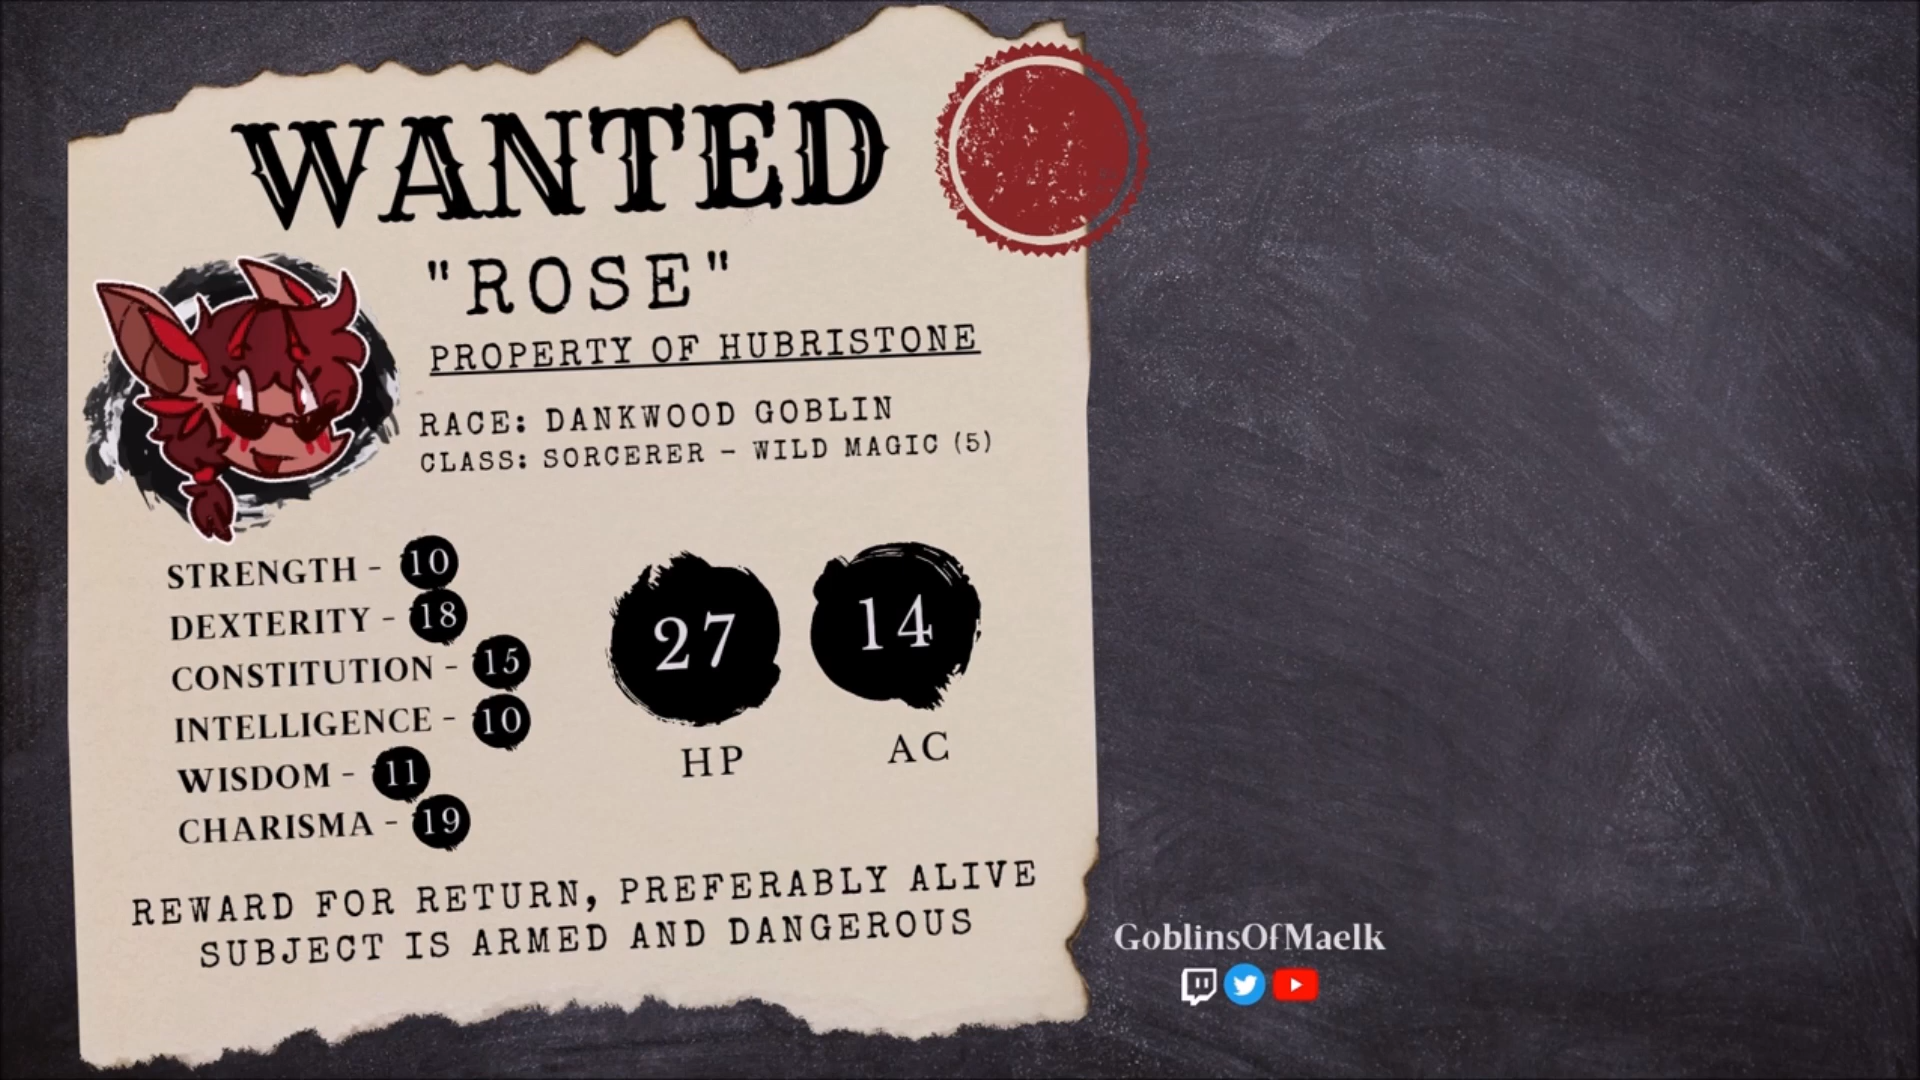 WANTED
"ROSE"
PROPERTY OF HUBRISTONE
RACE: DANKWOOD GOBLIN
CLASS: SORCERER - WILD MAGIC (5)
STRENGTH - 10
DEXTERITY - 18
CONSTITUTION - 15
INTELLIGENCE - 10
WISDOM - 11
CHARISMA - 19
27
HP
14
AC
REWARD FOR RETURN, PREFERABLY ALIVE
SUBJECT IS ARMED AND DANGEROUS
GoblinsOfMaelk